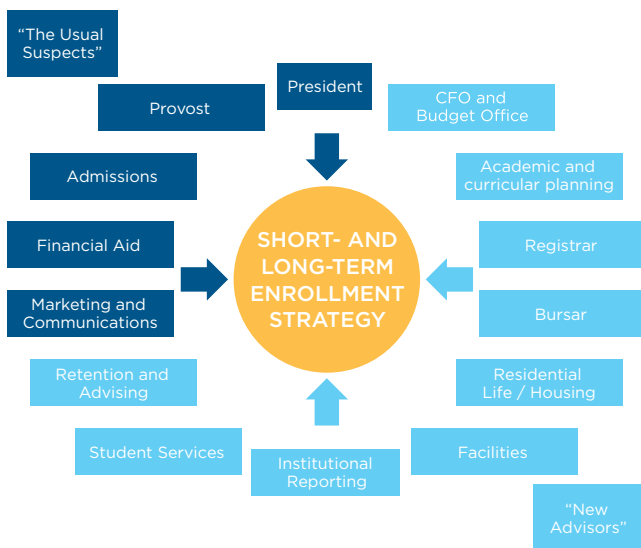 “The Usual
Suspects”
President
Provost
CFO and
Budget Office
Admissions
Academic and
curricular planning
Financial Aid
SHORT- AND
LONG-TERM
ENROLLMENT
STRATEGY
Registrar
Marketing and
Communications
Bursar
Retention and
Advising
Residential
Life / Housing
Student Services
Institutional
Reporting
Facilities
“New
Advisors”